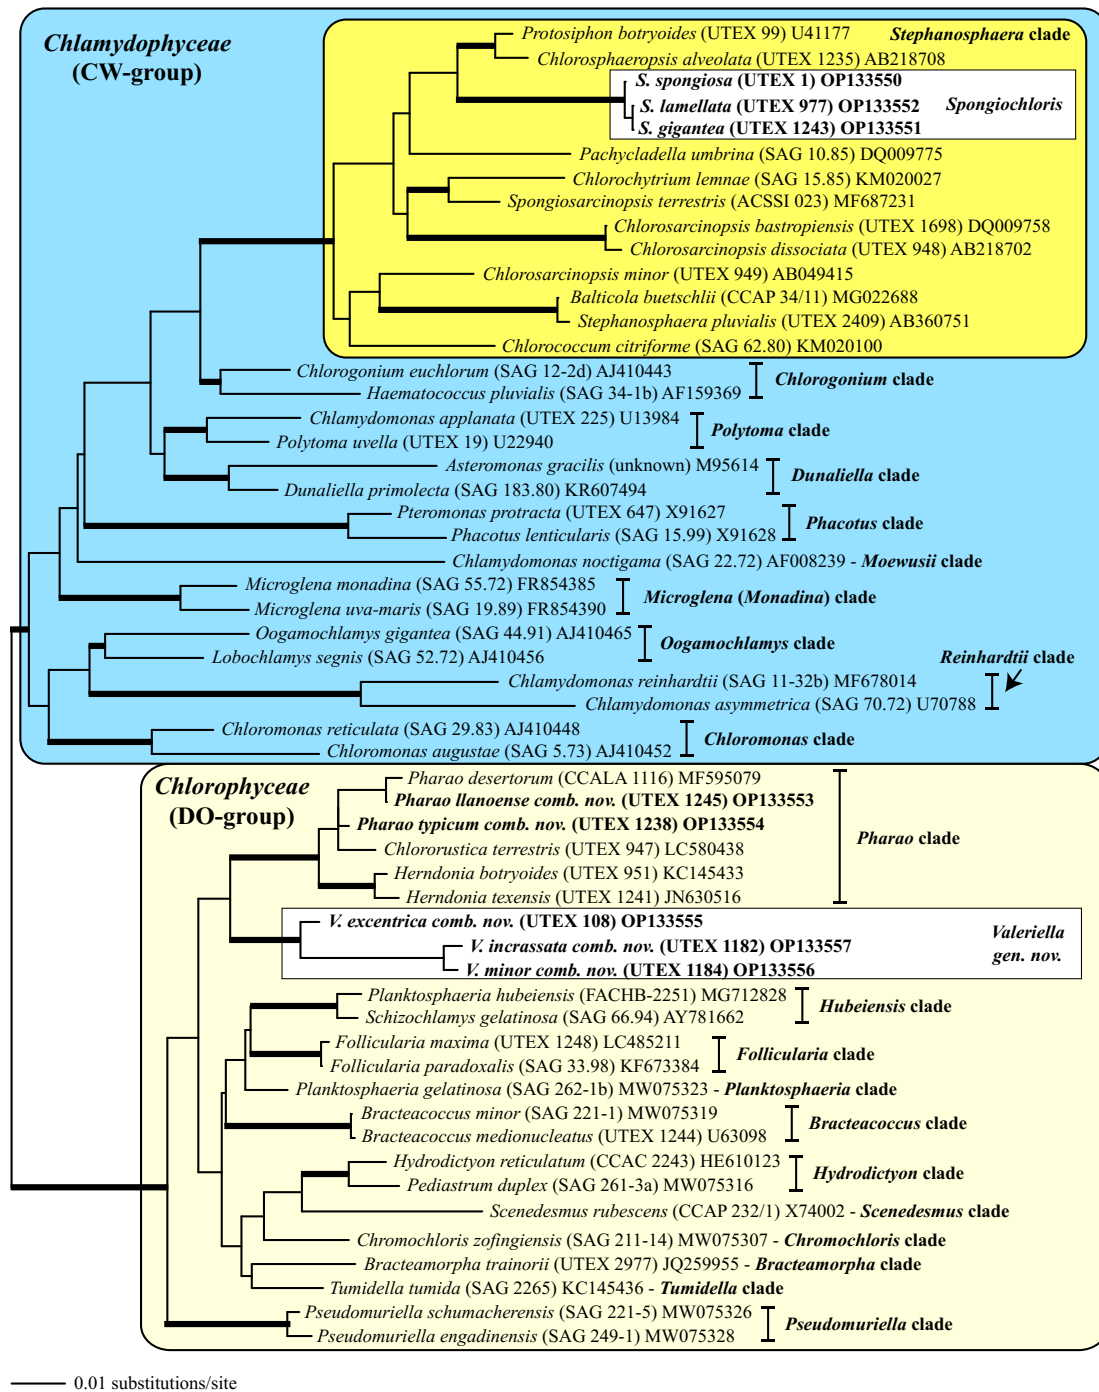 Chlamydophyceae
(CW-group)
Protosiphon botryoides (UTEX 99) U41177
Stephanosphaera clade
Chlorosphaeropsis alveolata (UTEX 1235) AB218708
S. spongiosa (UTEX 1) OP133550
S. lamellata (UTEX 977) OP133552
Spongiochloris
S. gigantea (UTEX 1243) OP133551
Pachycladella umbrina (SAG 10.85) DQ009775
Chlorochytrium lemnae (SAG 15.85) KM020027
Spongiosarcinopsis terrestris (ACSSI 023) MF687231
Chlorosarcinopsis bastropiensis (UTEX 1698) DQ009758
Chlorosarcinopsis dissociata (UTEX 948) AB218702
Chlorosarcinopsis minor (UTEX 949) AB049415
Balticola buetschlii (CCAP 34/11) MG022688
Stephanosphaera pluvialis (UTEX 2409) AB360751
Chlorococcum citriforme (SAG 62.80) KM020100
Chlorogonium euchlorum (SAG 12-2d) AJ410443
Chlorogonium clade
Haematococcus pluvialis (SAG 34-1b) AF159369
Chlamydomonas applanata (UTEX 225) U13984
Polytoma clade
Polytoma uvella (UTEX 19) U22940
Asteromonas gracilis (unknown) M95614
Dunaliella clade
Dunaliella primolecta (SAG 183.80) KR607494
Pteromonas protracta (UTEX 647) X91627
Phacotus clade
Phacotus lenticularis (SAG 15.99) X91628
Chlamydomonas noctigama (SAG 22.72) AF008239 - Moewusii clade
Microglena monadina (SAG 55.72) FR854385
Microglena (Monadina) clade
Microglena uva-maris (SAG 19.89) FR854390
Oogamochlamys gigantea (SAG 44.91) AJ410465
Oogamochlamys clade
Lobochlamys segnis (SAG 52.72) AJ410456
Reinhardtii clade
Chlamydomonas reinhardtii (SAG 11-32b) MF678014
Chlamydomonas asymmetrica (SAG 70.72) U70788
Chloromonas reticulata (SAG 29.83) AJ410448
Chloromonas clade
Chloromonas augustae (SAG 5.73) AJ410452
Chlorophyceae
(DO-group)
Pharao desertorum (CCALA 1116) MF595079
Pharao llanoense comb. nov. (UTEX 1245) OP133553
Pharao typicum comb. nov. (UTEX 1238) OP133554
Pharao clade
Chlororustica terrestris (UTEX 947) LC580438
Herndonia botryoides (UTEX 951) KC145433
Herndonia texensis (UTEX 1241) JN630516
V. excentrica comb. nov. (UTEX 108) OP133555
Valeriella
gen. nov.
V. incrassata comb. nov. (UTEX 1182) OP133557
V. minor comb. nov. (UTEX 1184) OP133556
Planktosphaeria hubeiensis (FACHB-2251) MG712828
Hubeiensis clade
Schizochlamys gelatinosa (SAG 66.94) AY781662
Follicularia maxima (UTEX 1248) LC485211
Follicularia clade
Follicularia paradoxalis (SAG 33.98) KF673384
Planktosphaeria gelatinosa (SAG 262-1b) MW075323 - Planktosphaeria clade
Bracteacoccus minor (SAG 221-1) MW075319
Bracteacoccus clade
Bracteacoccus medionucleatus (UTEX 1244) U63098
Hydrodictyon reticulatum (CCAC 2243) HE610123
Hydrodictyon clade
Pediastrum duplex (SAG 261-3a) MW075316
Scenedesmus rubescens (CCAP 232/1) X74002 - Scenedesmus clade
Chromochloris zofingiensis (SAG 211-14) MW075307 - Chromochloris clade
Bracteamorpha trainorii (UTEX 2977) JQ259955 - Bracteamorpha clade
Tumidella tumida (SAG 2265) KC145436 - Tumidella clade
Pseudomuriella schumacherensis (SAG 221-5) MW075326
Pseudomuriella clade
Pseudomuriella engadinensis (SAG 249-1) MW075328
0.01 substitutions/site